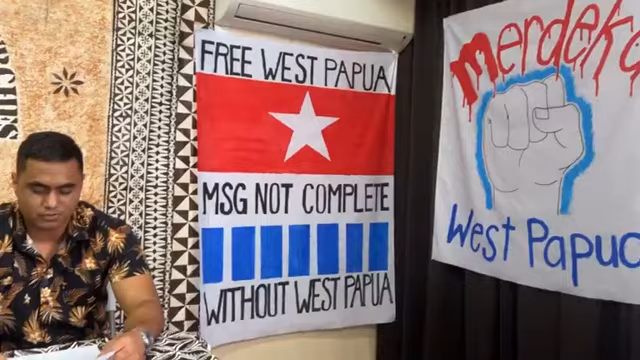 FREE WEST PAPUA
MSG NOT COMPLETE
WITHOUT WEST PAPUA
Merdeka
West Papua